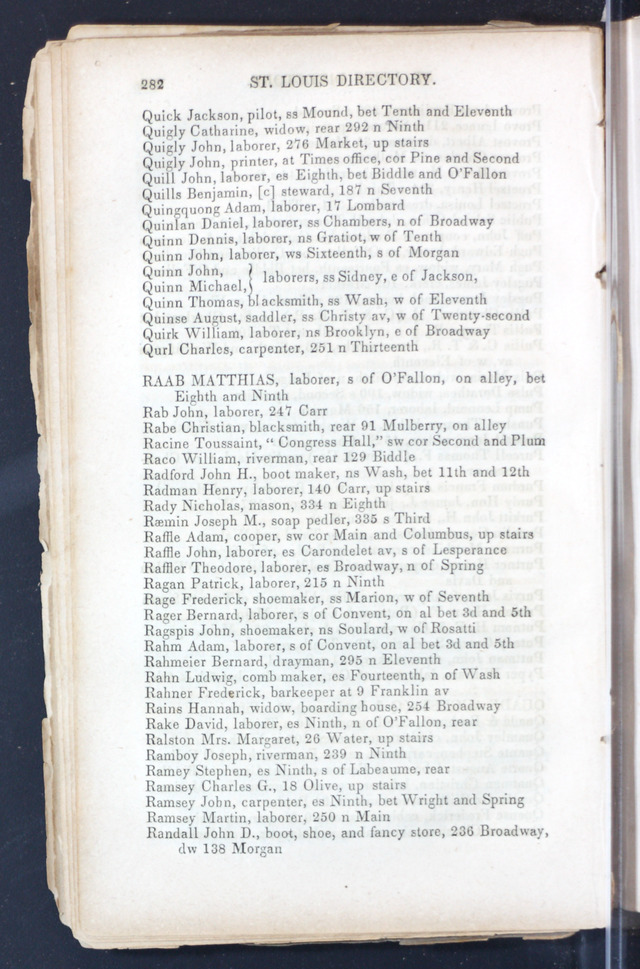 282 ST. LOUIS DIRECTORY.
Quick Jackson, pilot, ss Mound, bet Tenth and Eleventh
Quigly Catharine, widow, rear 292 n Ninth
Quigly John, laborer, 276 Market, up stairs
Quigly John, printer, at Times office, cor Pine and Second
Quill John, laborer, es Eighth, bet Biddle and O'Fallon
Quills Benjamin, [c] steward, 187 n Seventh
Quingquong Adam, laborer, 17 Lombard
Quinlan Daniel, laborer, ss Chambers, n of Broadway
Quinn Dennis, laborer, ns Gratiot, w of Tenth
Quinn John, laborer, ws Sixteenth, s of Morgan
Quinn John, } laborers, ss Sidney, e of Jackson,
Quinn Michael,
Quinn Thomas, blacksmith, ss Wash, w of Eleventh
Quinse August, saddler, ss Christy av, w of Twenty-second
Quirk William, laborer, ns Brooklyn, e of Broadway
Qurl Charles, carpenter, 251 n Thirteenth
RAAB MATTHIAS, laborer, s of O'Fallon, on alley, bet
Eighth and Ninth
Rab John, laborer, 247 Carr
Rabe Christian, blacksmith, rear 91 Mulberry, on alley
Racine Toussaint, " Congress Hall," sw cor Second and Plum
Raco William, riverman, rear 129 Biddle
Radford John H., boot maker, ns Wash, bet 11th and 12th
Radman Henry, laborer, 140 Carr, up stairs
Rady Nicholas, mason, 334 n Eighth
Ræmin Joseph M., soap pedler, 335 s Third
Raffle Adam, cooper, sw cor Main and Columbus, up stairs
Raffle John, laborer, es Carondelet av, s of Lesperance
Raffler Theodore, laborer, es Broadway, n of Spring
Ragan Patrick, laborer, 215 n Ninth
Rage Frederick, shoemaker, ss Marion, w of Seventh
Rager Bernard, laborer, s of Convent, on al bet 3d and 5th
Ragspis John, shoemaker, ns Soulard, w of Rosatti
Rahm Adam, laborer, s of Convent, on al bet 3d and 5th
Rahmeier Bernard, drayman, 295 n Eleventh
Rahn Ludwig, comb maker, es Fourteenth, n of Wash
Rahner Frederick, barkeeper at 9 Franklin av
Rains Hannah, widow, boarding house, 254 Broadway
Rake David, laborer, es Ninth, n of O'Fallon, rear
Ralston Mrs. Margaret, 26 Water, up stairs
Ramboy Joseph, riverman, 239 n Ninth
Ramey Stephen, es Ninth, s of Labeaume, rear
Ramsey Charles G., 18 Olive, up stairs
Ramsey John, carpenter, es Ninth, bet Wright and Spring
Ramsey Martin, laborer, 250 n Main
Randall John D., boot, shoe, and fancy store, 236 Broadway,
dw 138 Morgan